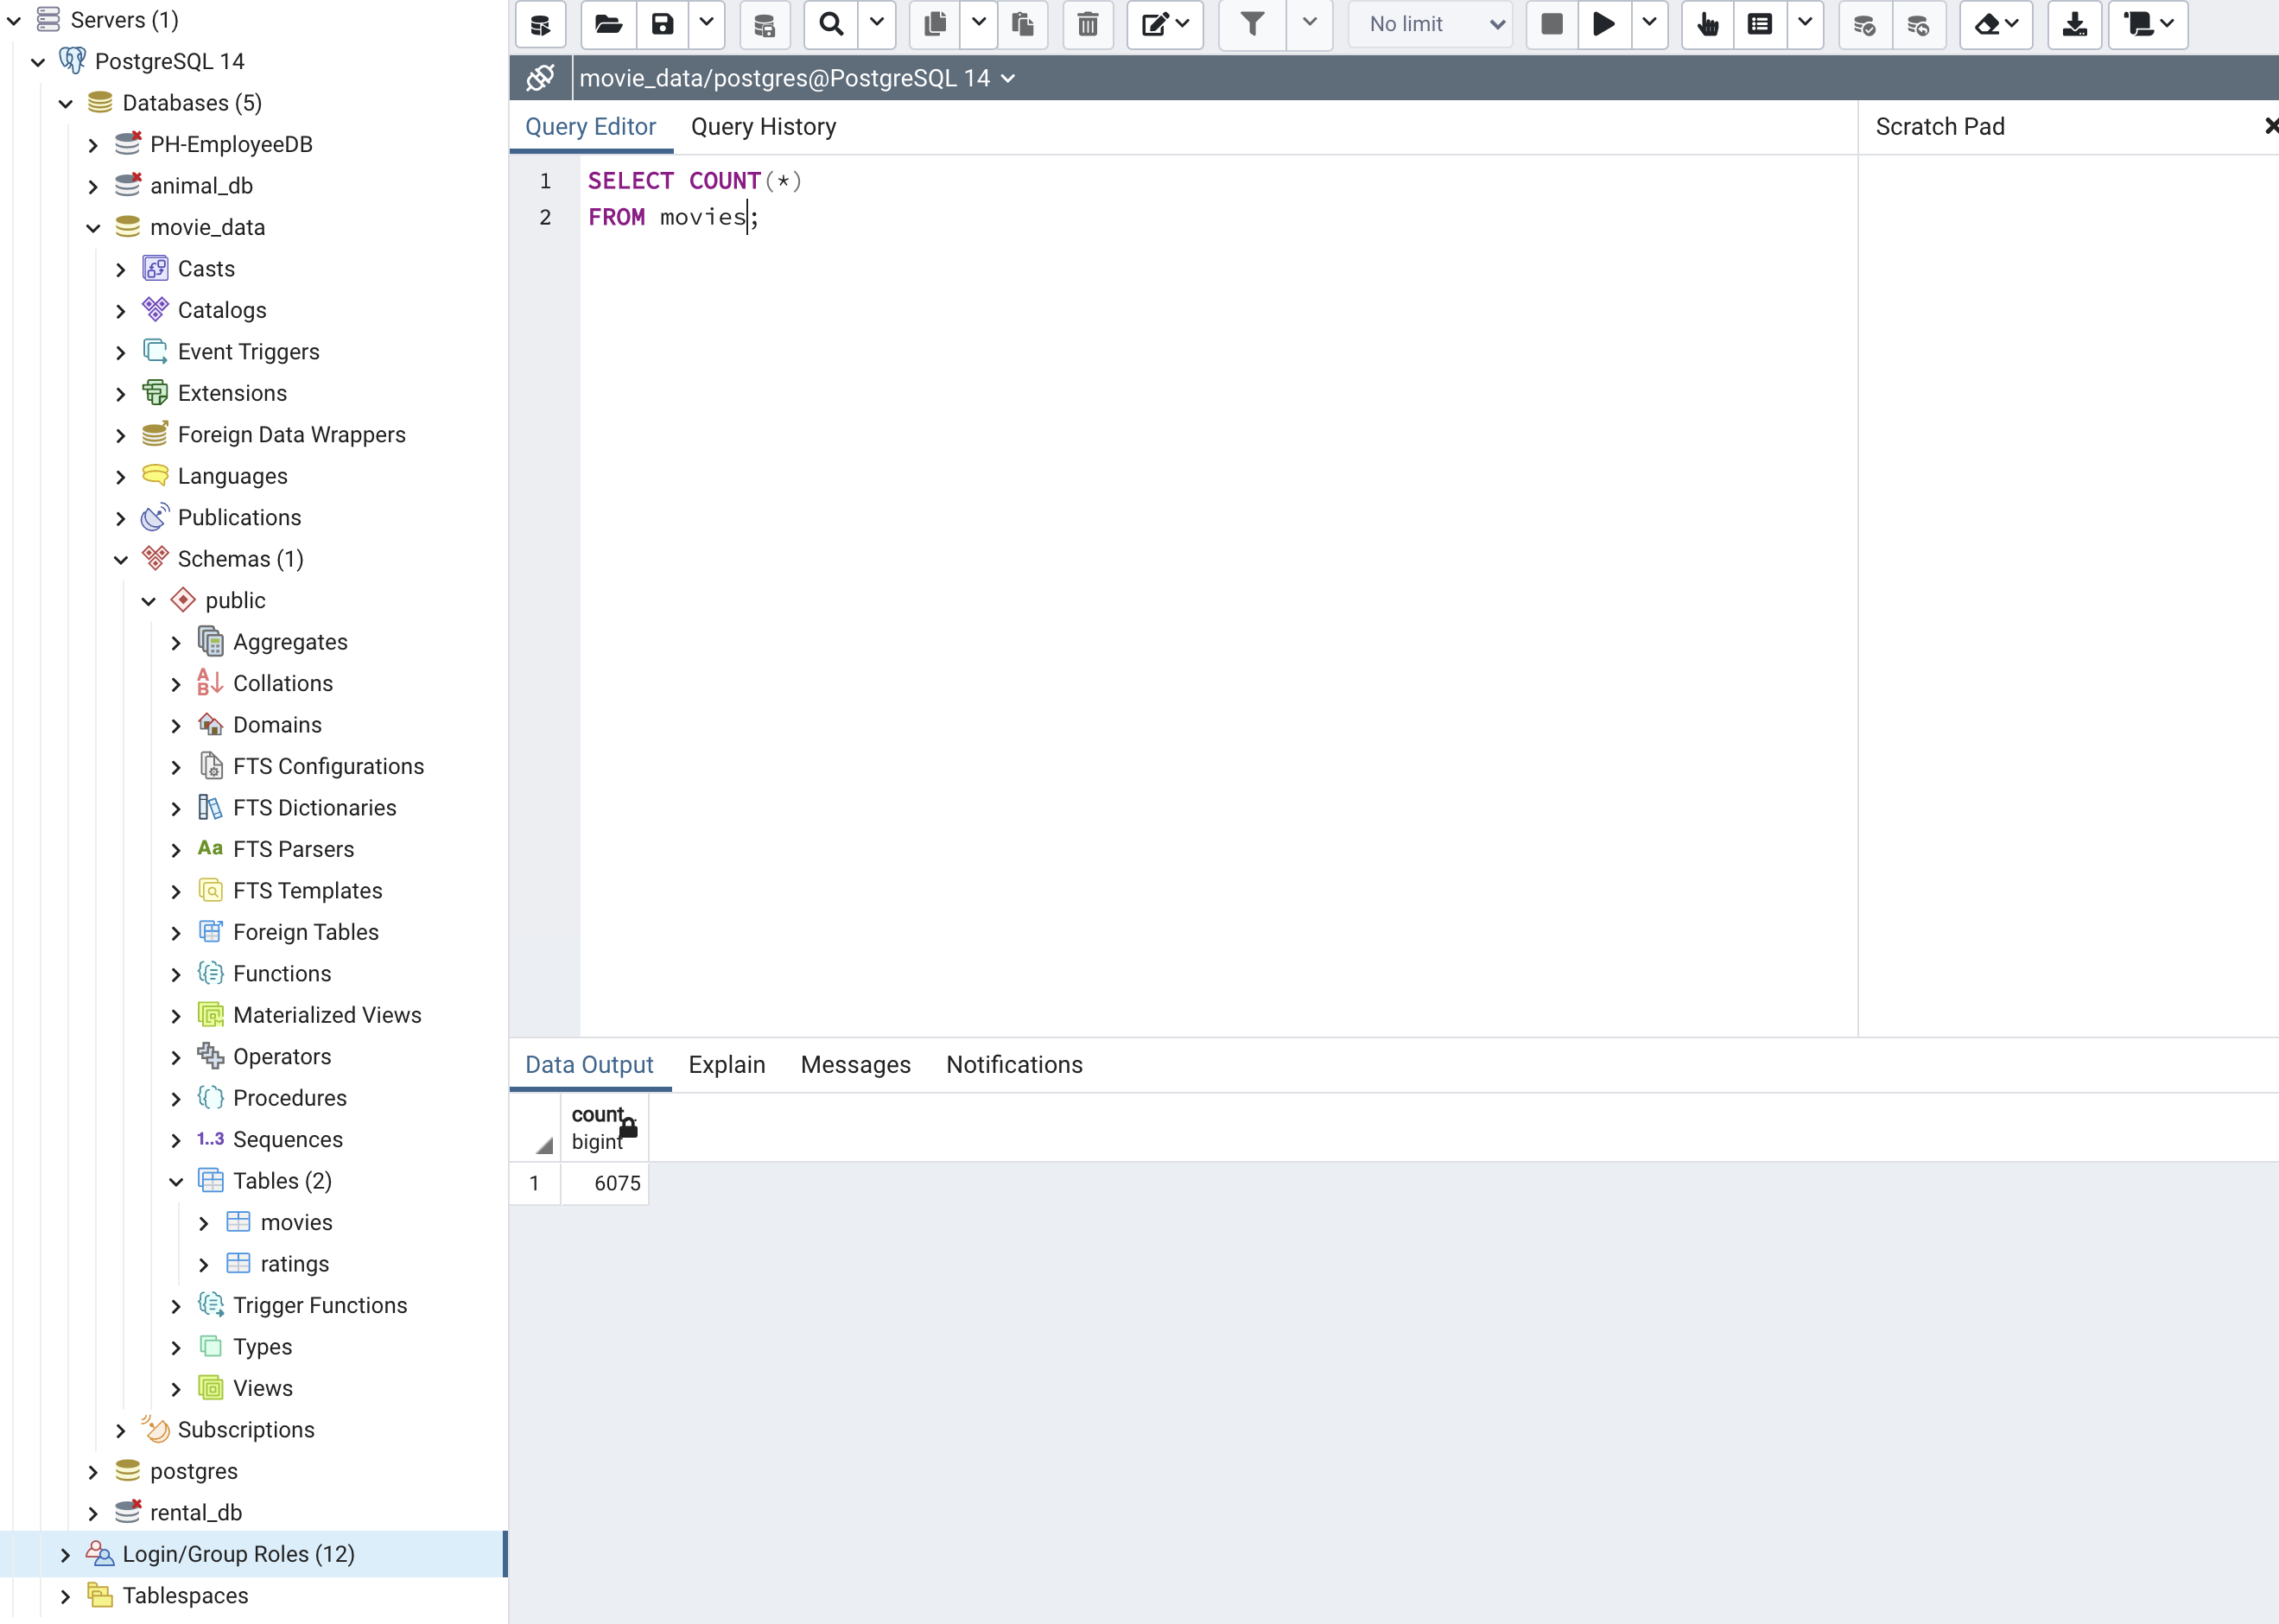 Servers (1)
PostgreSQL 14
Databases (5)
PH-EmployeeDB
animal_db
movie_data
Casts
Catalogs
Event Triggers
Extensions
Foreign Data Wrappers
Languages
Publications
Schemas (1)
public
Aggregates
Collations
Domains
FTS Configurations
FTS Dictionaries
Aa FTS Parsers
FTS Templates
Foreign Tables
Functions
Materialized Views
Operators
Procedures
1..3 Sequences
Tables (2)
movies
ratings
Trigger Functions
Types
Views
Subscriptions
postgres
rental_db
Login/Group Roles (12)
Tablespaces
No limit
movie_data/postgres@PostgreSQL 14
Query Editor Query History
Scratch Pad
1 SELECT COUNT(*)
2 FROM movies;
Data Output Explain Messages Notifications
count
bigint
1 6075